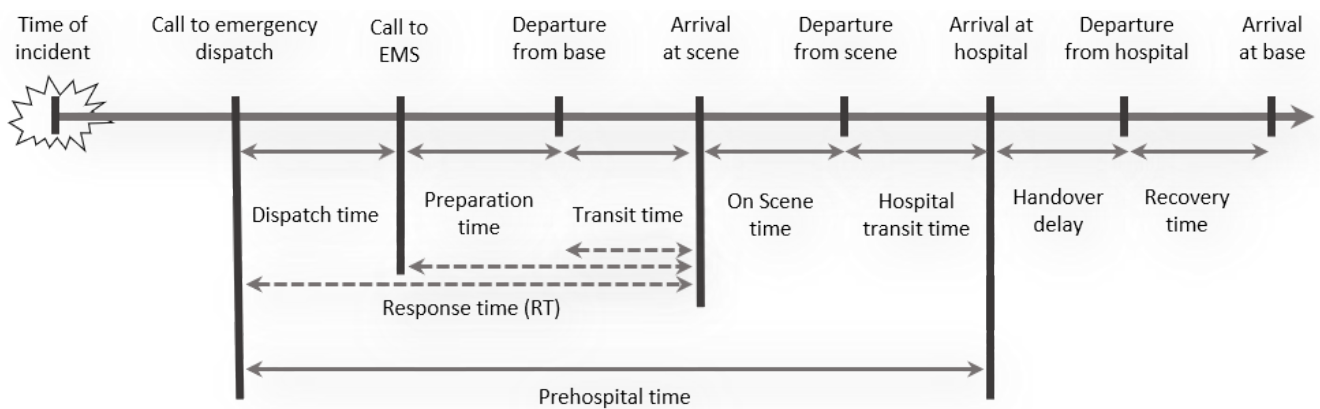 Time of
incident
Call to emergency
dispatch
Call to
EMS
Departure
from base
Arrival
at scene
Departure
from scene
Arrival at
hospital
Departure
from hospital
Arrival
at base
Dispatch time
Preparation
time
Transit time
On Scene
time
Hospital
transit time
Handover
delay
Recovery
time
Response time (RT)
Prehospital time